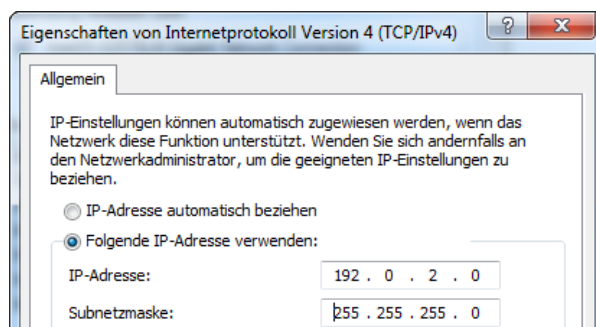 Eigenschaften von Internetprotokoll Version 4 (TCP/IPv4)
Allgemein
IP-Einstellungen können automatisch zugewiesen werden, wenn das
Netzwerk diese Funktion unterstützt. Wenden Sie sich andernfalls an
den Netzwerkadministrator, um die geeigneten IP-Einstellungen zu
beziehen.
IP-Adresse automatisch beziehen
Folgende IP-Adresse verwenden:
IP-Adresse: 192 . 0 . 2 . 0
Subnetzmaske: 255 . 255 . 255 . 0